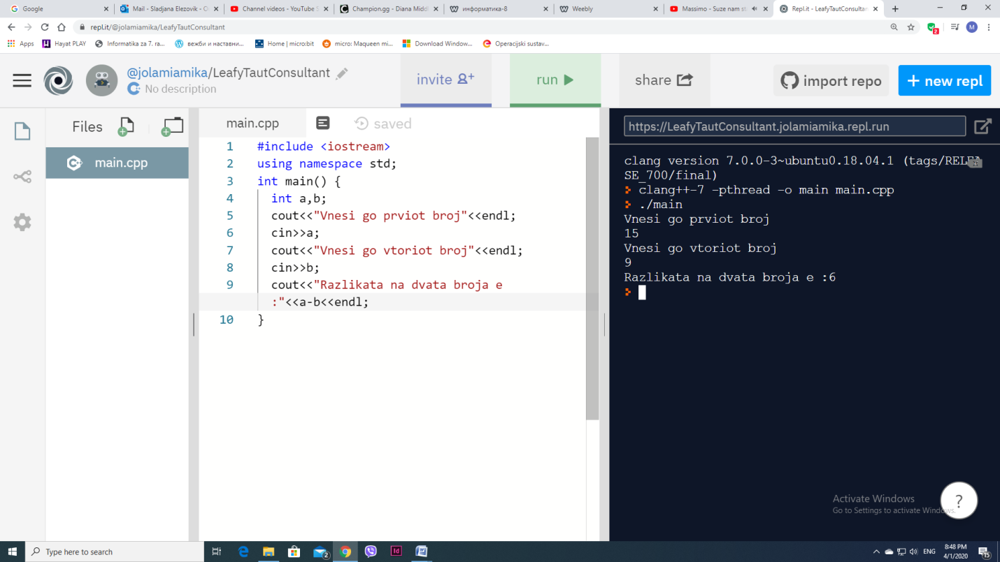 Google
Mail - Sladjana Elezovik - O
Channel videos - YouTube S
Champion.gg - Diana Middl
информатика-8
Weebly
Massimo - Suze nam st
Repl.it - LeafyTautConsultan
repl.it/@jolamiamika/LeafyTautConsultant
M
Apps
Hayat PLAY
Informatika za 7. ra...
вежби и наставни...
Home | micro:bit
micro: Maqueen mi...
Download Window...
Operacijski sustav...
@jolamiamika/LeafyTautConsultant
No description
invite
run
share
import repo
+ new repl
Files
main.cpp
main.cpp
saved
1 #include <iostream>
2 using namespace std;
3 int main() {
4 int a,b;
5 cout<<"Vnesi go prviot broj"<<endl;
6 cin>>a;
7 cout<<"Vnesi go vtoriot broj"<<endl;
8 cin>>b;
9 cout<<"Razlikata na dvata broja e
:"<<a-b<<endl;
10 }
https://LeafyTautConsultant.jolamiamika.repl.run
clang version 7.0.0-3~ubuntu0.18.04.1 (tags/RELEA
SE_700/final)
clang++-7 -pthread -o main main.cpp
./main
Vnesi go prviot broj
15
Vnesi go vtoriot broj
9
Razlikata na dvata broja e :6
Activate Windows
Go to Settings to activate Windows.
?
Type here to search
2
Id
ENG
8:48 PM
4/1/2020
15